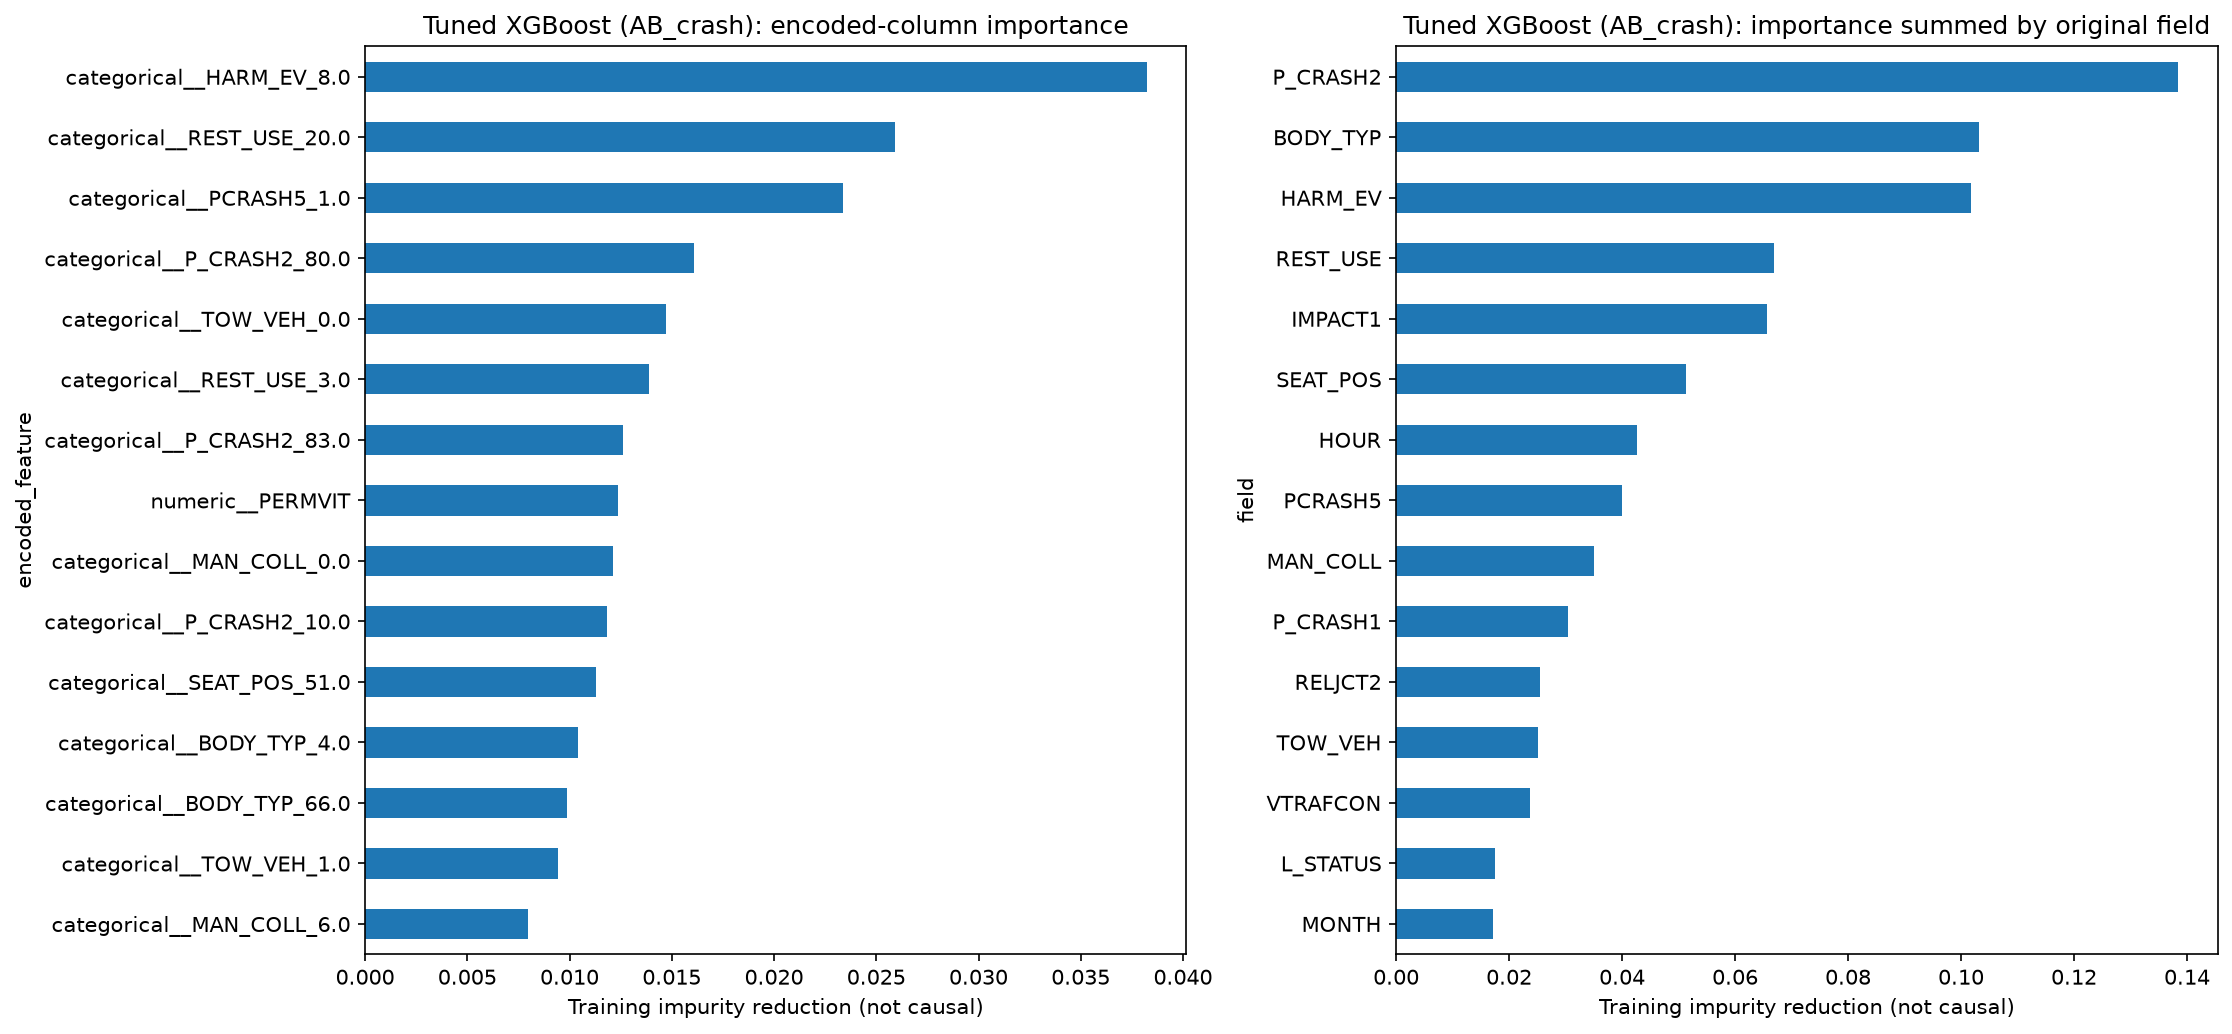 Tuned XGBoost (AB_crash): encoded-column importance
encoded_feature
categorical__HARM_EV_8.0
categorical__REST_USE_20.0
categorical__PCRASH5_1.0
categorical__P_CRASH2_80.0
categorical__TOW_VEH_0.0
categorical__REST_USE_3.0
categorical__P_CRASH2_83.0
numeric__PERMVIT
categorical__MAN_COLL_0.0
categorical__P_CRASH2_10.0
categorical__SEAT_POS_51.0
categorical__BODY_TYP_4.0
categorical__BODY_TYP_66.0
categorical__TOW_VEH_1.0
categorical__MAN_COLL_6.0
0.000 0.005 0.010 0.015 0.020 0.025 0.030 0.035 0.040
Training impurity reduction (not causal)
Tuned XGBoost (AB_crash): importance summed by original field
field
P_CRASH2
BODY_TYP
HARM_EV
REST_USE
IMPACT1
SEAT_POS
HOUR
PCRASH5
MAN_COLL
P_CRASH1
RELJCT2
TOW_VEH
VTRAFCON
L_STATUS
MONTH
0.00 0.02 0.04 0.06 0.08 0.10 0.12 0.14
Training impurity reduction (not causal)